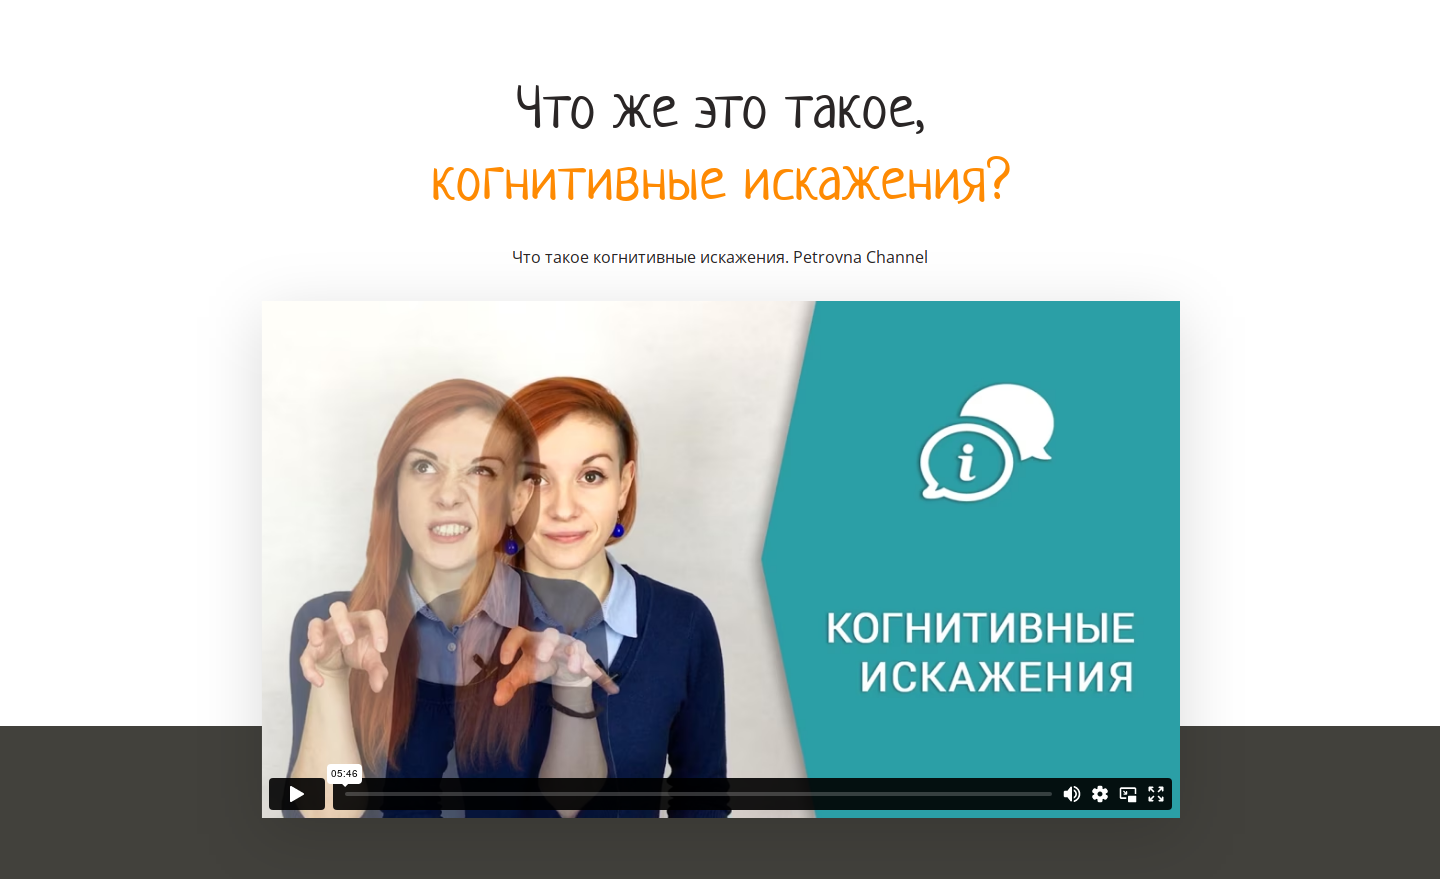 Что же это такое,
когнитивные искажения?
Что такое когнитивные искажения. Petrovna Channel
i
КОГНИТИВНЫЕ
ИСКАЖЕНИЯ
05:46